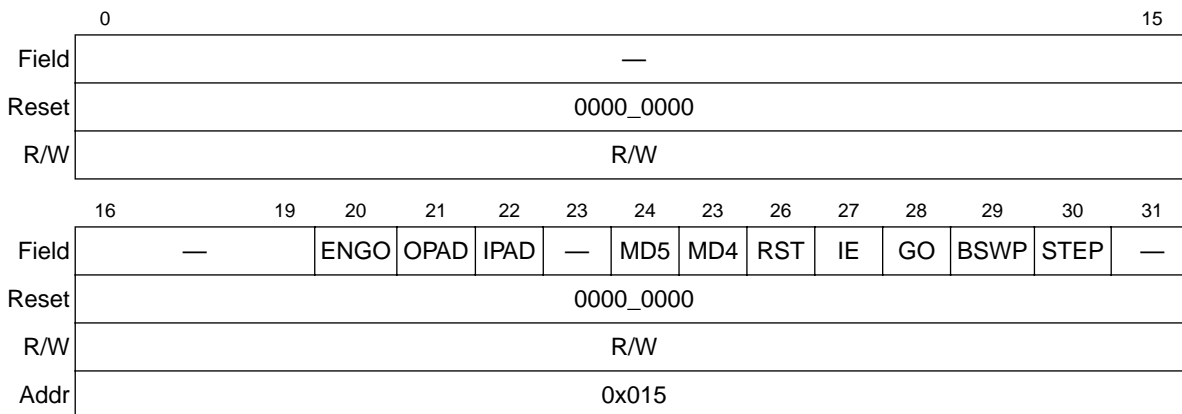 0 15
Field —
Reset 0000_0000
R/W R/W
16 19 20 21 22 23 24 23 26 27 28 29 30 31
Field — ENGO OPAD IPAD — MD5 MD4 RST IE GO BSWP STEP —
Reset 0000_0000
R/W R/W
Addr 0x015